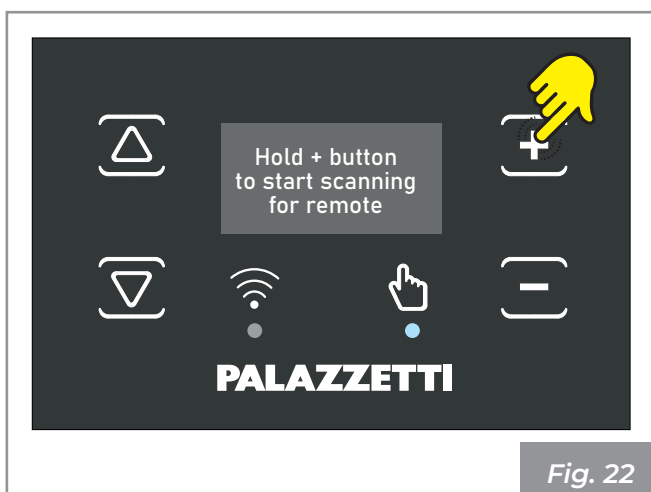 Hold + button
to start scanning
for remote
+
−
PALAZZETTI
Fig. 22